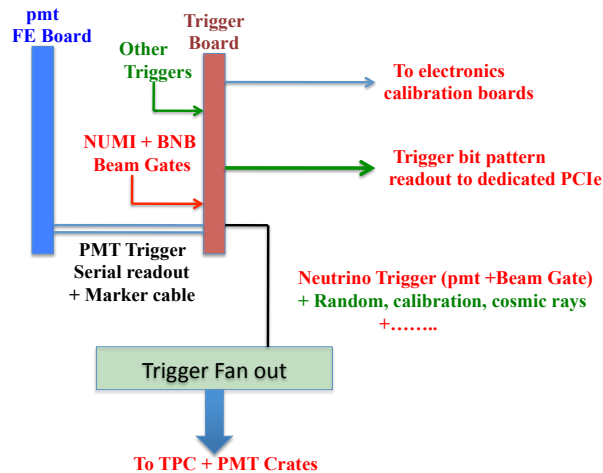 pmt
FE Board
Trigger
Board
Other
Triggers
To electronics
calibration boards
NUMI + BNB
Beam Gates
Trigger bit pattern
readout to dedicated PCIe
PMT Trigger
Serial readout
+ Marker cable
Neutrino Trigger (pmt +Beam Gate)
+ Random, calibration, cosmic rays
+……..
Trigger Fan out
To TPC + PMT Crates